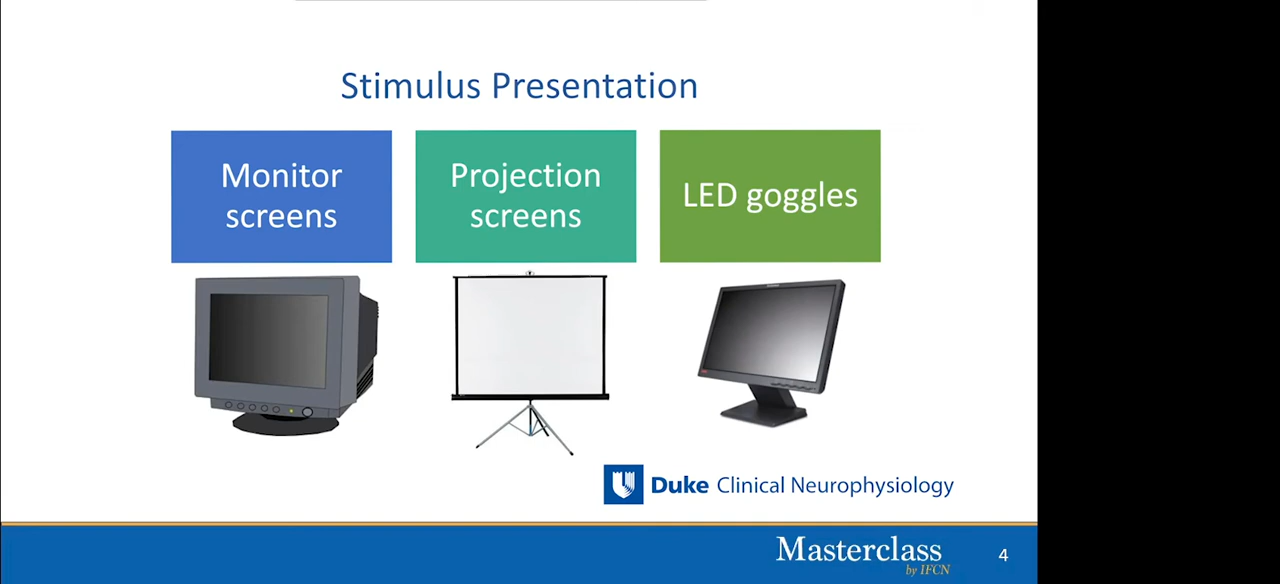 Stimulus Presentation
Monitor
screens
Projection
screens
LED goggles
Duke Clinical Neurophysiology
Masterclass
by IFCN
4